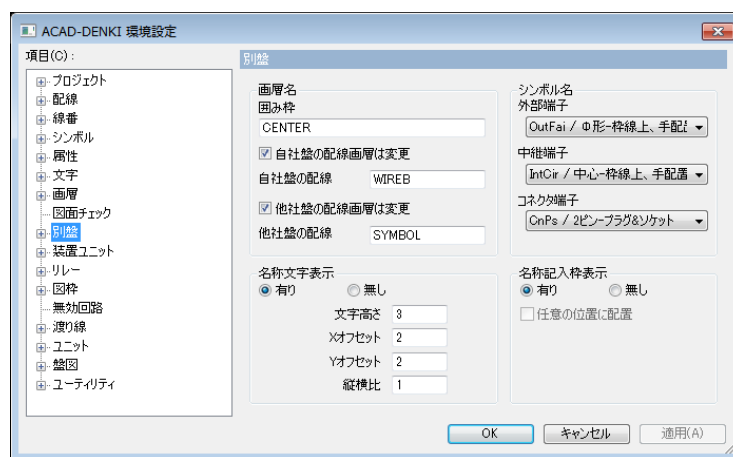 ACAD-DENKI 環境設定
項目(C) :
プロジェクト
配線
線番
シンボル
属性
文字
画層
図面チェック
別盤
装置ユニット
リレー
図枠
無効回路
渡り線
ユニット
盤図
ユーティリティ
別盤
画層名
囲み枠
CENTER
自社盤の配線画層は変更
自社盤の配線 WIREB
他社盤の配線画層は変更
他社盤の配線 SYMBOL
シンボル名
外部端子
OutFai / Φ形-枠線上、手配
中継端子
IntCir / 中心-枠線上、手配置
コネクタ端子
CnPs / 2ピン-プラグ&ソケット
名称文字表示
有り 無し
文字高さ 3
Xオフセット 2
Yオフセット 2
縦横比 1
名称記入枠表示
有り 無し
任意の位置に配置
OK キャンセル 適用(A)